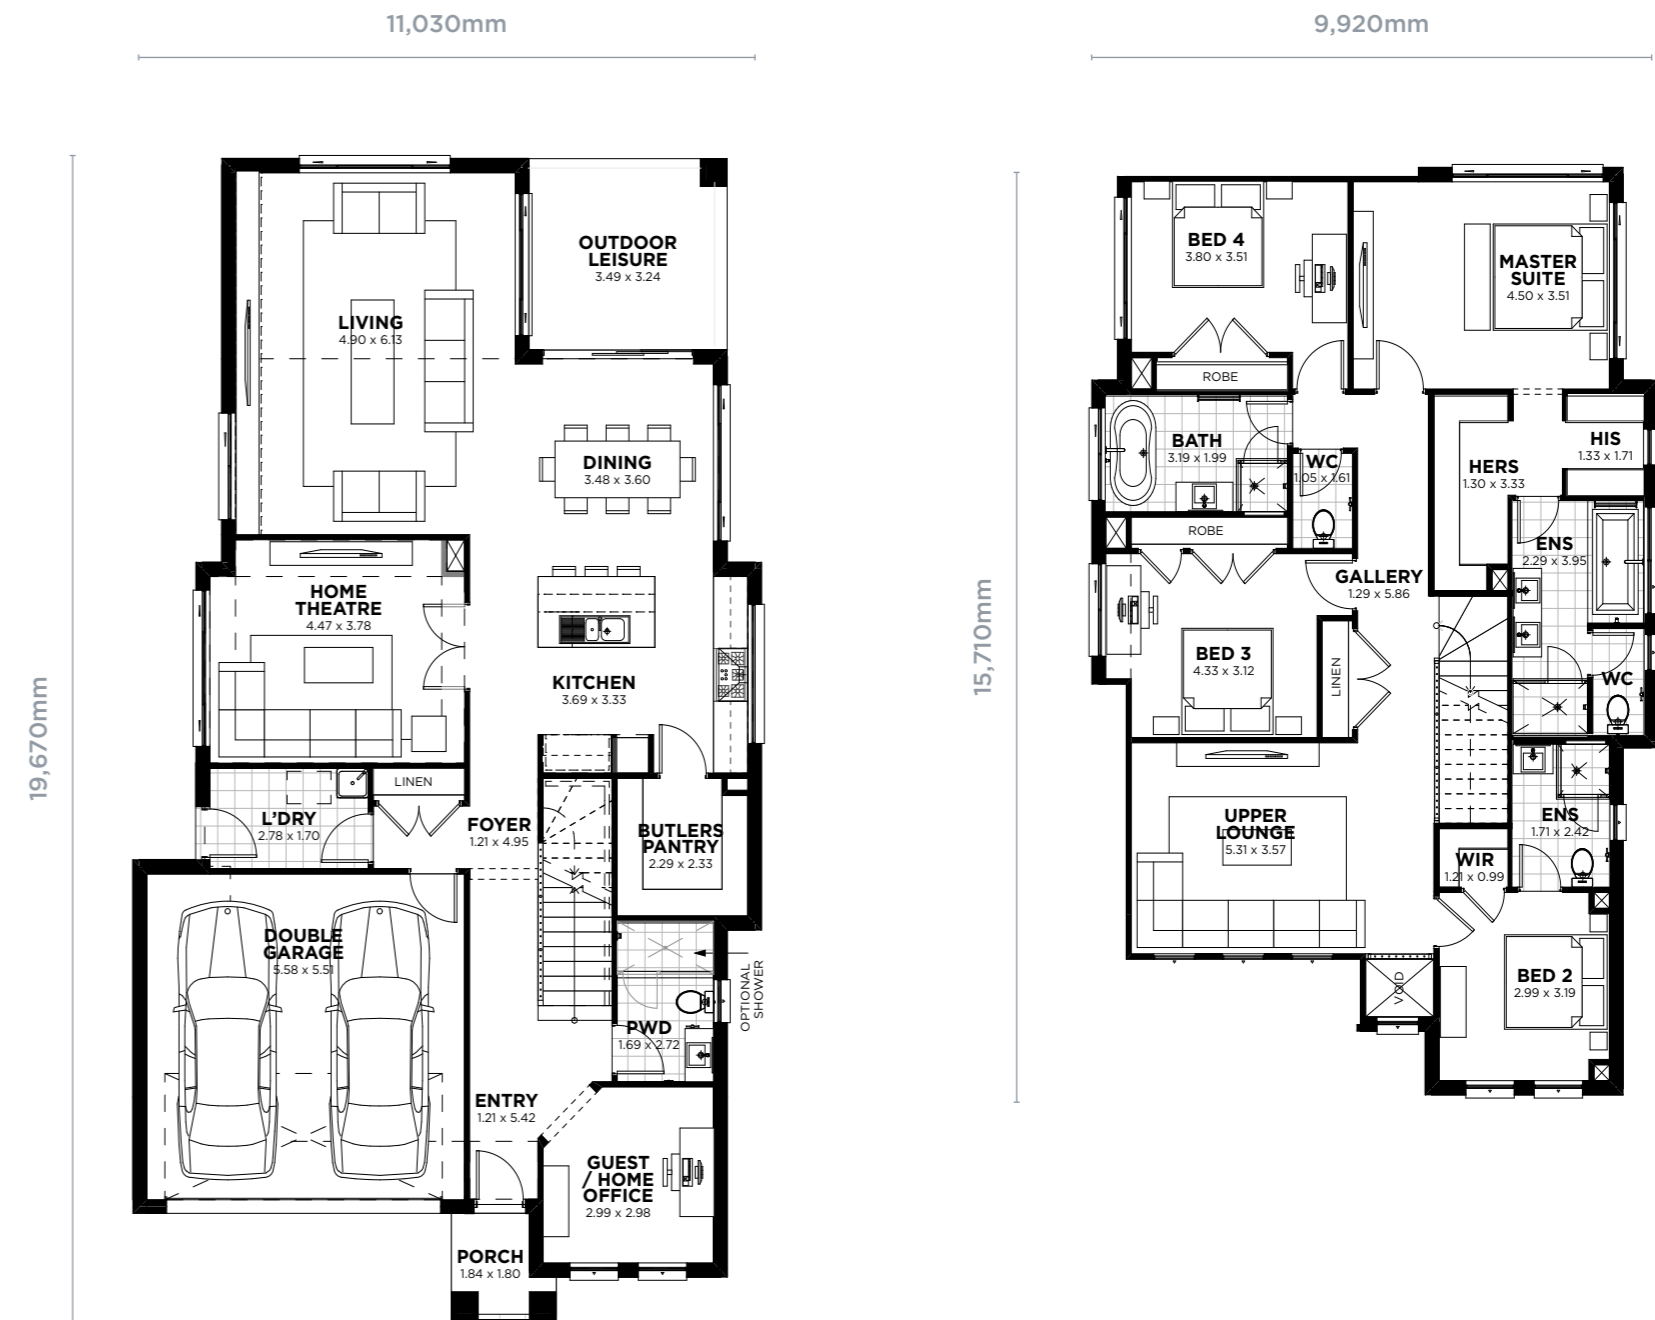 11,030mm
9,920mm
19,670mm
15,710mm
OUTDOOR
LEISURE
3.49 x 3.24
LIVING
4.90 x 6.13
DINING
3.48 x 3.60
HOME
THEATRE
4.47 x 3.78
KITCHEN
3.69 x 3.33
LINEN
L'DRY
2.78 x 1.70
FOYER
1.21 x 4.95
BUTLERS
PANTRY
2.29 x 2.33
DOUBLE
GARAGE
5.58 x 5.51
OPTIONAL
SHOWER
PWD
1.69 x 2.72
ENTRY
1.21 x 5.42
GUEST
/ HOME
OFFICE
2.99 x 2.98
PORCH
1.84 x 1.80
BED 4
3.80 x 3.51
MASTER
SUITE
4.50 x 3.51
ROBE
BATH
3.19 x 1.99
WC
1.05 x 1.61
HERS
1.30 x 3.33
HIS
1.33 x 1.71
ROBE
ENS
2.29 x 3.95
GALLERY
1.29 x 5.86
BED 3
4.33 x 3.12
LINEN
WC
UPPER
LOUNGE
5.31 x 3.57
ENS
1.71 x 2.42
WIR
1.21 x 0.99
VOID
BED 2
2.99 x 3.19